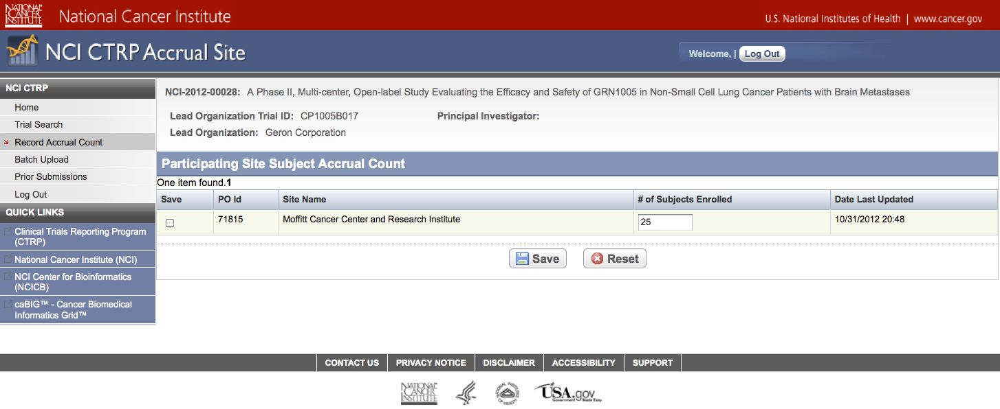 NATIONAL CANCER INSTITUTE
National Cancer Institute
U.S. National Institutes of Health | www.cancer.gov
NCI CTRP Accrual Site
Welcome, | Log Out
NCI CTRP
Home
Trial Search
Record Accrual Count
Batch Upload
Prior Submissions
Log Out
QUICK LINKS
Clinical Trials Reporting Program
(CTRP)
National Cancer Institute (NCI)
NCI Center for Bioinformatics
(NCICB)
caBIG™ - Cancer Biomedical
Informatics Grid™
NCI-2012-00028: A Phase II, Multi-center, Open-label Study Evaluating the Efficacy and Safety of GRN1005 in Non-Small Cell Lung Cancer Patients with Brain Metastases
Lead Organization Trial ID: CP1005B017 Principal Investigator:
Lead Organization: Geron Corporation
Participating Site Subject Accrual Count
One item found.1
Save PO Id Site Name # of Subjects Enrolled Date Last Updated
71815 Moffitt Cancer Center and Research Institute 25 10/31/2012 20:48
Save Reset
CONTACT US PRIVACY NOTICE DISCLAIMER ACCESSIBILITY SUPPORT
NATIONAL CANCER INSTITUTE
NATIONAL INSTITUTES OF HEALTH
USA.gov
Government Made Easy